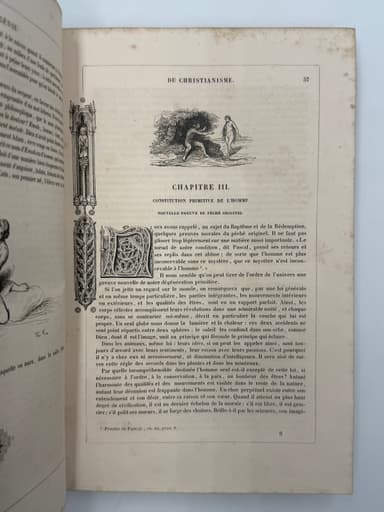 DU CHRISTIANISME. 57
CHAPITRE III.
CONSTITUTION PRIMITIVE DE L'HOMME
NOUVELLE PREUVE DU PÉCHÉ ORIGINEL
ous avons rappelé, au sujet du Baptême et de la Rédemption,
quelques preuves morales du péché originel. Il ne faut pas
glisser trop légèrement sur une matière aussi importante. « Le
nœud de notre condition, dit Pascal, prend ses retours et
ses replis dans cet abîme; de sorte que l'homme est plus
inconcevable sans ce mystère, que ce mystère n'est incon-
cevable à l'homme ¹. »
Il nous semble qu'on peut tirer de l'ordre de l'univers une
preuve nouvelle de notre dégénération primitive.
Si l'on jette un regard sur le monde, on remarquera que, par une loi générale
et en même temps particulière, les parties intégrantes, les mouvements intérieurs
ou extérieurs, et les qualités des êtres, sont en un rapport parfait. Ainsi, les
corps célestes accomplissent leurs révolutions dans une admirable unité, et chaque
corps, sans se contrarier soi-même, décrit en particulier la courbe qui lui est
propre. Un seul globe nous donne la lumière et la chaleur; ces deux accidents ne
sont point répartis entre deux sphères: le soleil les confond dans son orbe, comme
Dieu, dont il est l'image, unit au principe qui féconde le principe qui éclaire.
Dans les animaux, même loi: leurs idées, si on peut les appeler ainsi, sont tou-
jours d'accord avec leurs sentiments, leur raison avec leurs passions. C'est pourquoi
il n'y a chez eux ni accroissement, ni diminution d'intelligence. Il sera aisé de sui-
vre cette règle des accords dans les plantes et dans les minéraux.
Par quelle incompréhensible destinée l'homme seul est-il excepté de cette loi, si
nécessaire à l'ordre, à la conservation, à la paix, au bonheur des êtres? Autant
l'harmonie des qualités et des mouvements est visible dans le reste de la nature,
autant leur désunion est frappante dans l'homme. Un choc perpétuel existe entre son
entendement et son désir, entre sa raison et son cœur. Quand il atteint au plus haut
degré de civilisation, il est au dernier échelon de la morale: s'il est libre, il est gros-
sier; s'il polit ses mœurs, il se forge des chaînes. Brille-t-il par les sciences, son imagi-
8